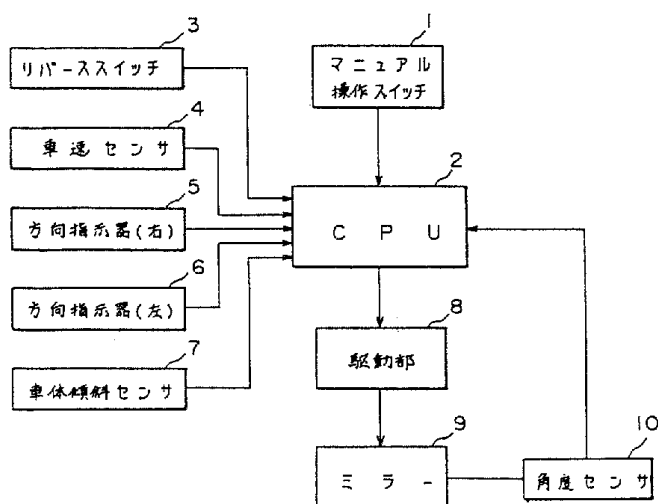 3
リバーススイッチ
1
マニュアル
操作スイッチ
4
車速センサ
2
CPU
5
方向指示器(右)
6
方向指示器(左)
7
車体傾斜センサ
8
駆動部
9
ミラー
10
角度センサ